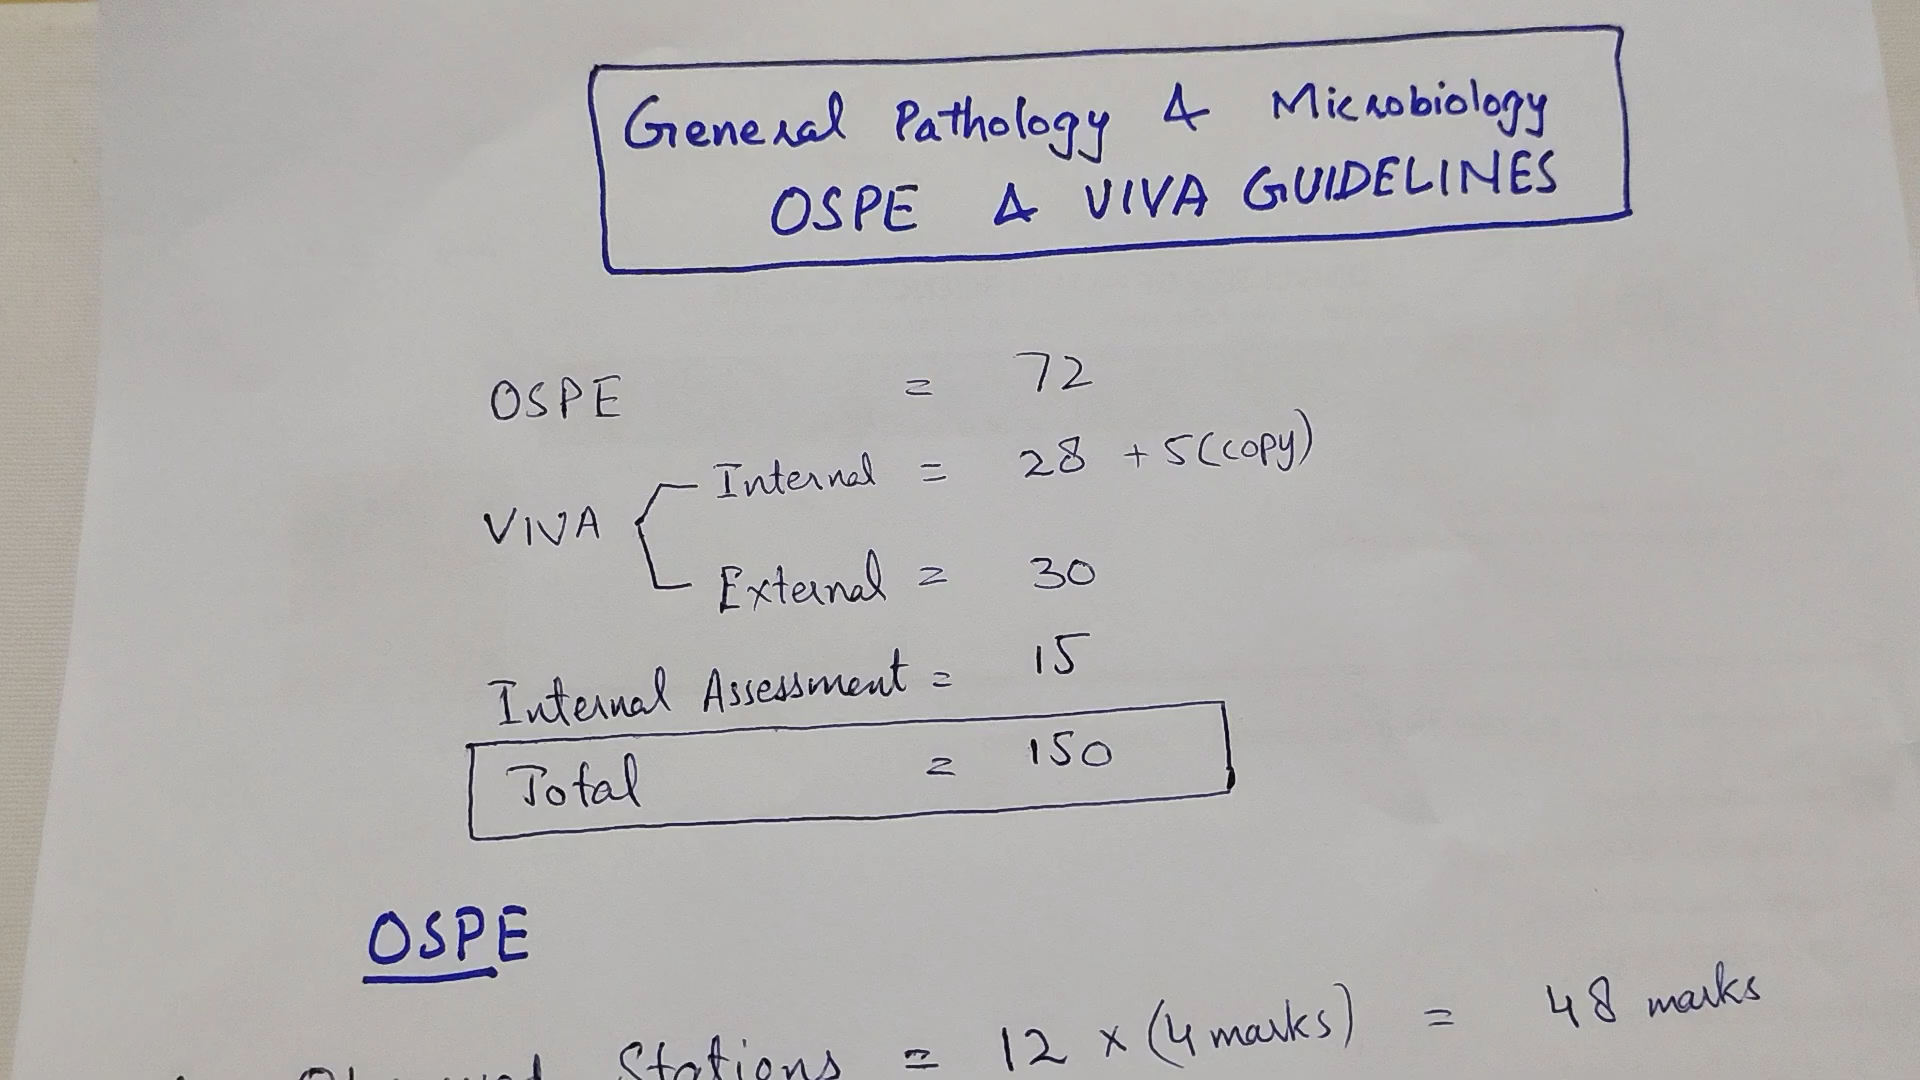 General Pathology & Microbiology
OSPE & VIVA GUIDELINES
OSPE = 72
VIVA
Internal = 28 + 5(copy)
External = 30
Internal Assessment = 15
Total = 150
OSPE
Stations = 12 x (4 marks) = 48 marks